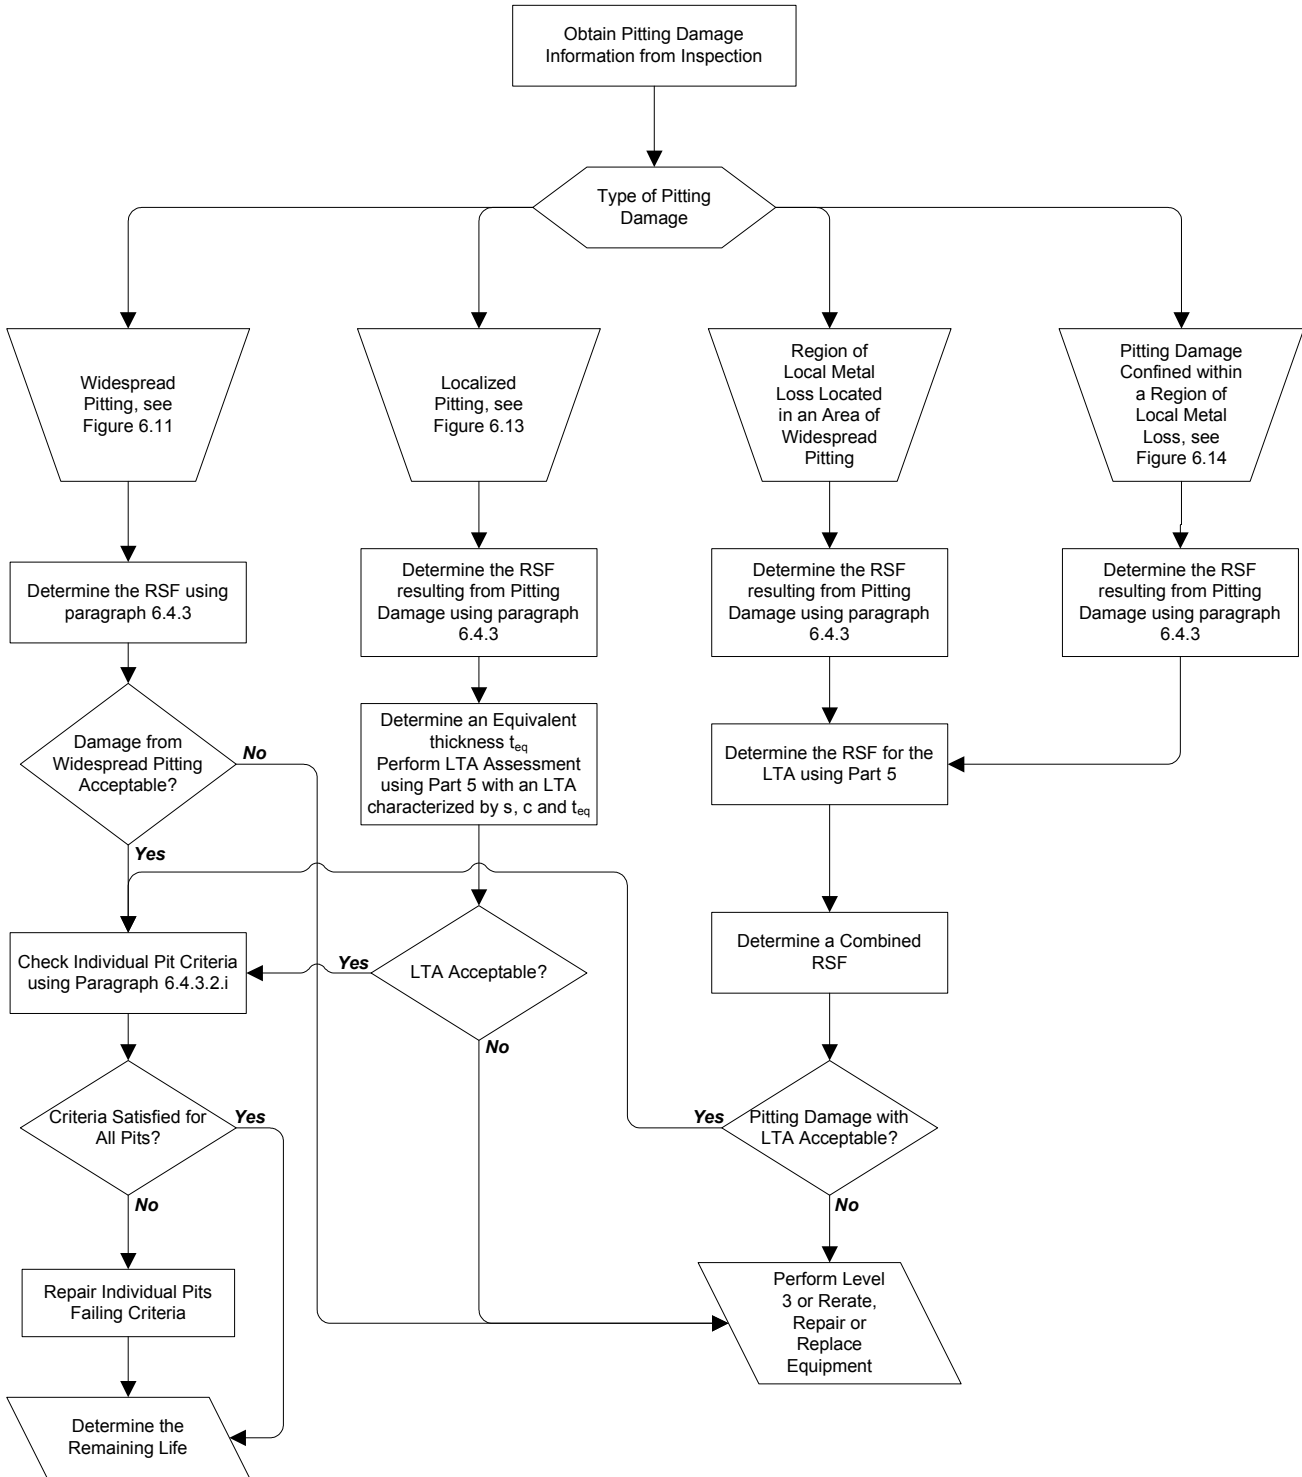 Obtain Pitting Damage
Information from Inspection
Type of Pitting
Damage
Widespread
Pitting, see
Figure 6.11
Localized
Pitting, see
Figure 6.13
Region of
Local Metal
Loss Located
in an Area of
Widespread
Pitting
Pitting Damage
Confined within
a Region of
Local Metal
Loss, see
Figure 6.14
Determine the RSF using
paragraph 6.4.3
Determine the RSF
resulting from Pitting
Damage using paragraph
6.4.3
Determine the RSF
resulting from Pitting
Damage using paragraph
6.4.3
Determine the RSF
resulting from Pitting
Damage using paragraph
6.4.3
Damage from
Widespread Pitting
Acceptable?
No
Yes
Determine an Equivalent
thickness teq
Perform LTA Assessment
using Part 5 with an LTA
characterized by s, c and teq
Determine the RSF for the
LTA using Part 5
Check Individual Pit Criteria
using Paragraph 6.4.3.2.i
Yes
LTA Acceptable?
No
Determine a Combined
RSF
Criteria Satisfied for
All Pits?
Yes
No
Yes
Pitting Damage with
LTA Acceptable?
No
Repair Individual Pits
Failing Criteria
Perform Level
3 or Rerate,
Repair or
Replace
Equipment
Determine the
Remaining Life